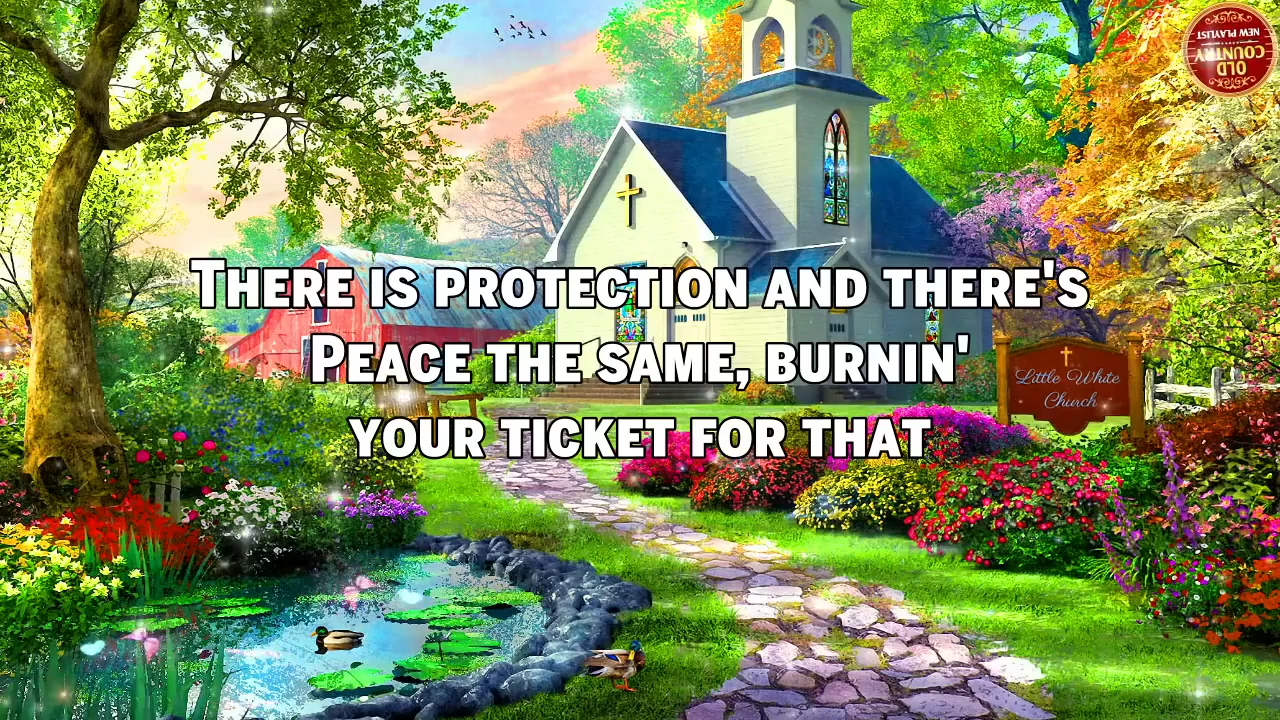 THERE IS PROTECTION AND THERE'S
PEACE THE SAME, BURNIN'
YOUR TICKET FOR THAT
OLD
COUNTRY
NEW PLAYLIST
Little White
Church